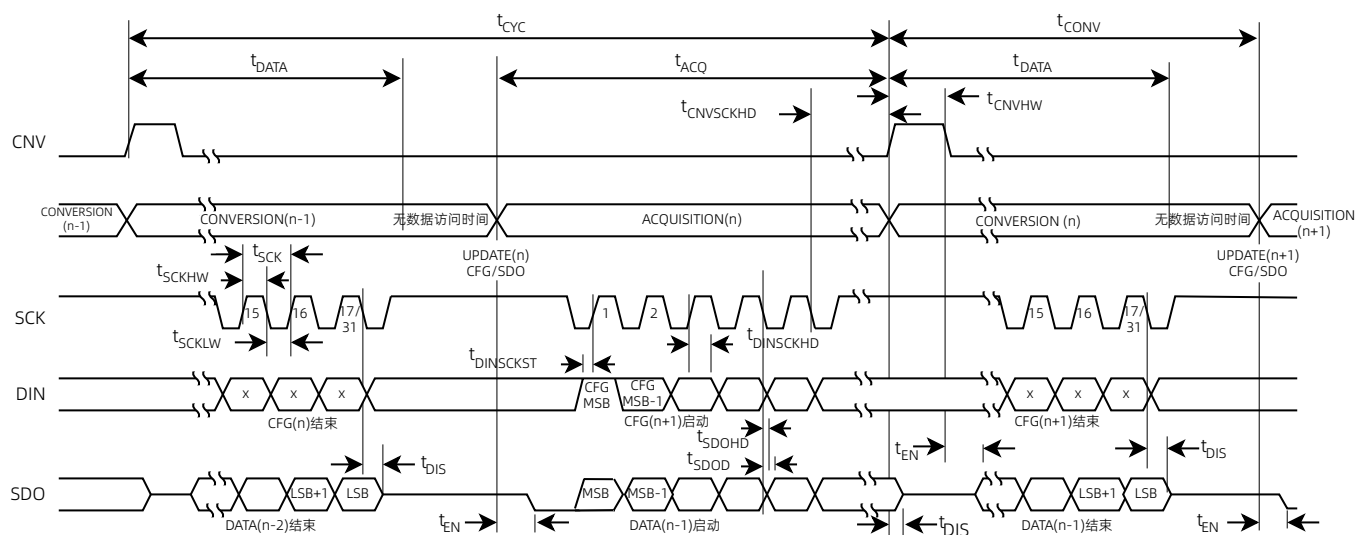 tCYC tCONV
tDATA tACQ tDATA
tCNVSCKHD tCNVHW
CNV
CONVERSION (n-1) CONVERSION(n-1) 无数据访问时间 ACQUISITION(n) CONVERSION (n) 无数据访问时间 ACQUISITION (n+1)
UPDATE(n) CFG/SDO UPDATE(n+1) CFG/SDO
tSCK
tSCKHW
SCK 15 16 17/31 1 2 15 16 17/31
tSCKLW tDINSCKHD
tDINSCKST
DIN x x x CFG MSB CFG MSB-1 x x x
CFG(n)结束 CFG(n+1)启动 CFG(n+1)结束
tSDOHD tEN
tDIS tSDOD tDIS
SDO LSB+1 LSB MSB MSB-1 LSB+1 LSB
DATA(n-2)结束 tEN DATA(n-1)启动 tDIS DATA(n-1)结束 tEN